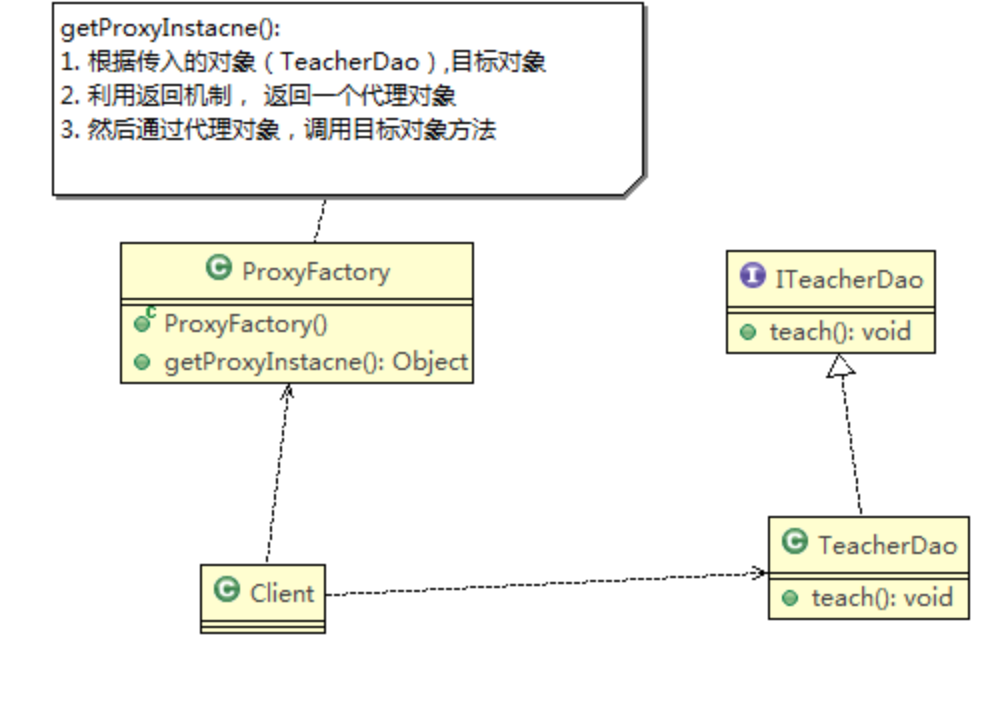 getProxyInstacne():
1. 根据传入的对象（TeacherDao）,目标对象
2. 利用返回机制， 返回一个代理对象
3. 然后通过代理对象，调用目标对象方法
C ProxyFactory
C ProxyFactory()
getProxyInstacne(): Object
I ITeacherDao
teach(): void
C Client
C TeacherDao
teach(): void